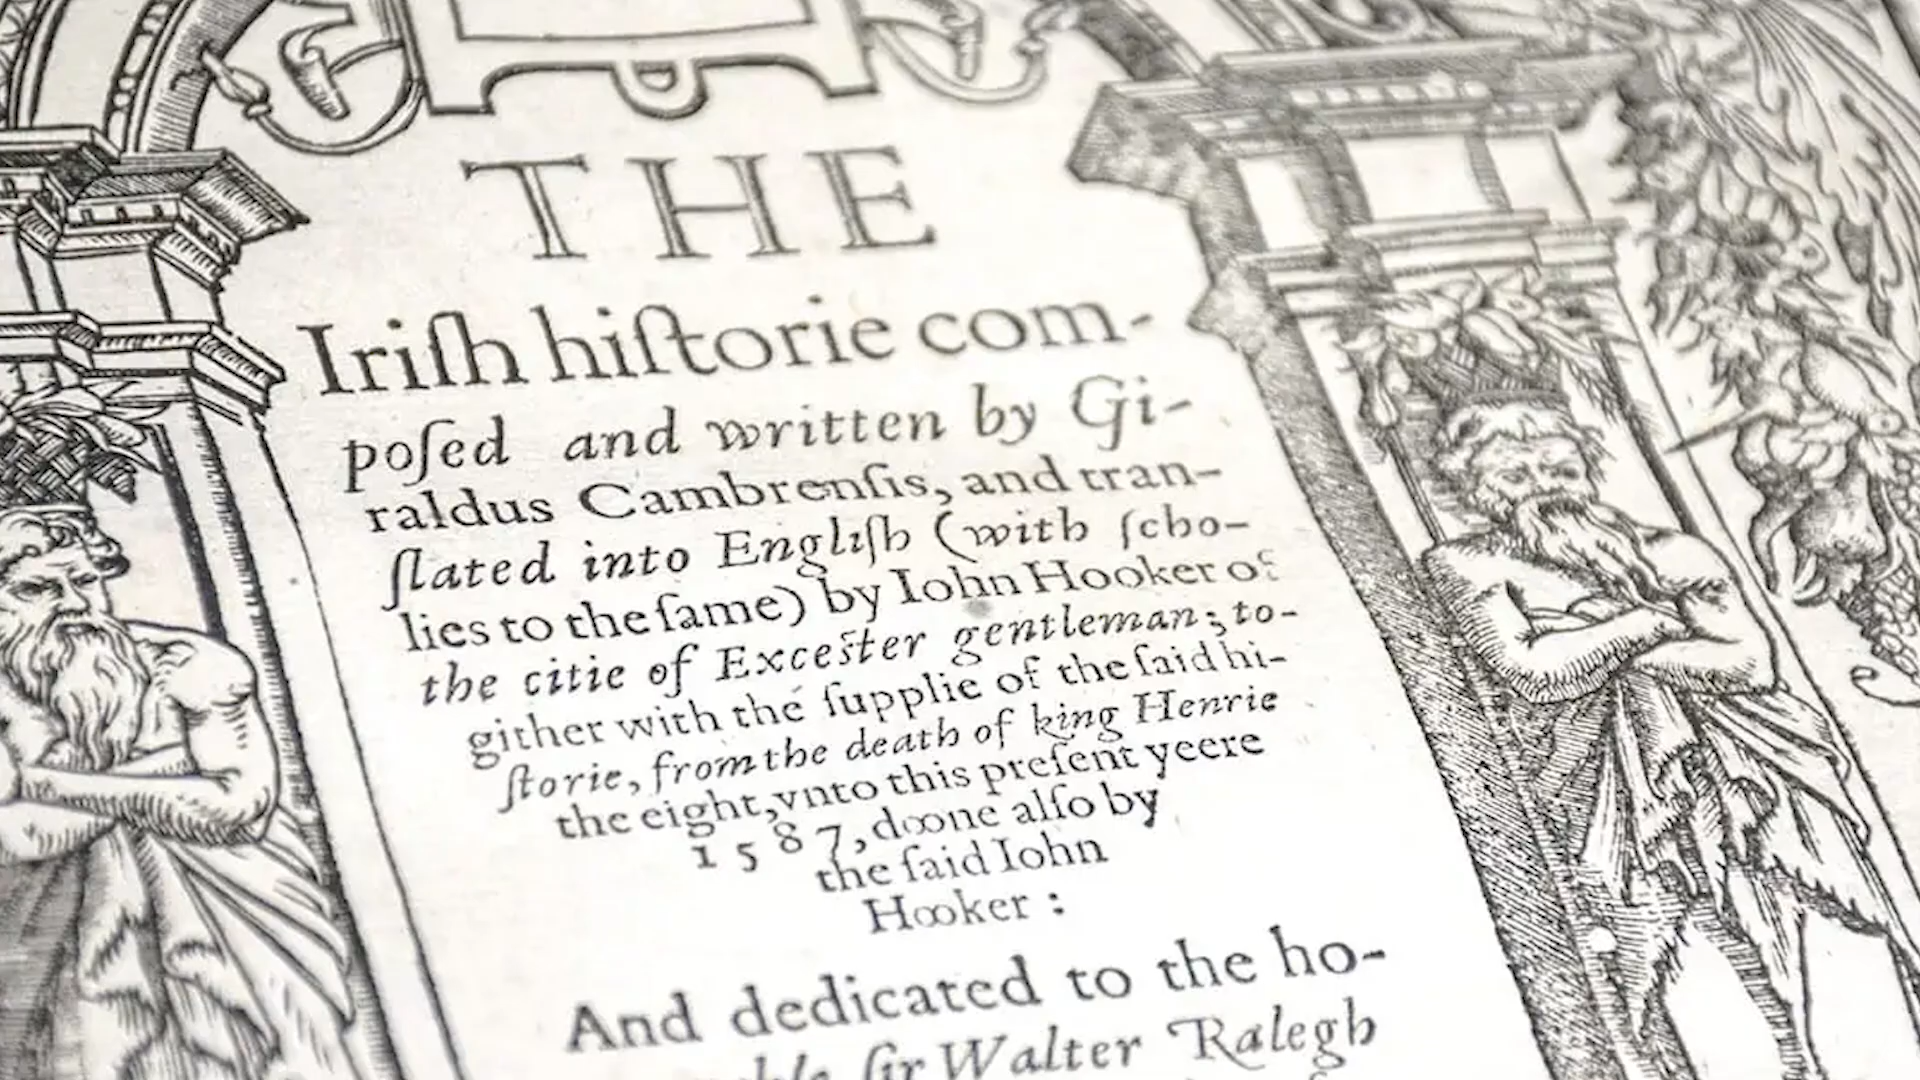 THE
Iriſh hiſtorie com-
poſed and written by Gi-
raldus Cambrenſis, and tran-
ſlated into Engliſh (with ſcho-
lies to the ſame) by Iohn Hooker of
the citie of Exceſter gentleman; to-
gither with the ſupplie of the ſaid hi-
ſtorie, from the death of king Henrie
the eight, vnto this preſent yeere
1587, doone alſo by
the ſaid Iohn
Hooker:
And dedicated to the ho-
ſir Walter Ralegh